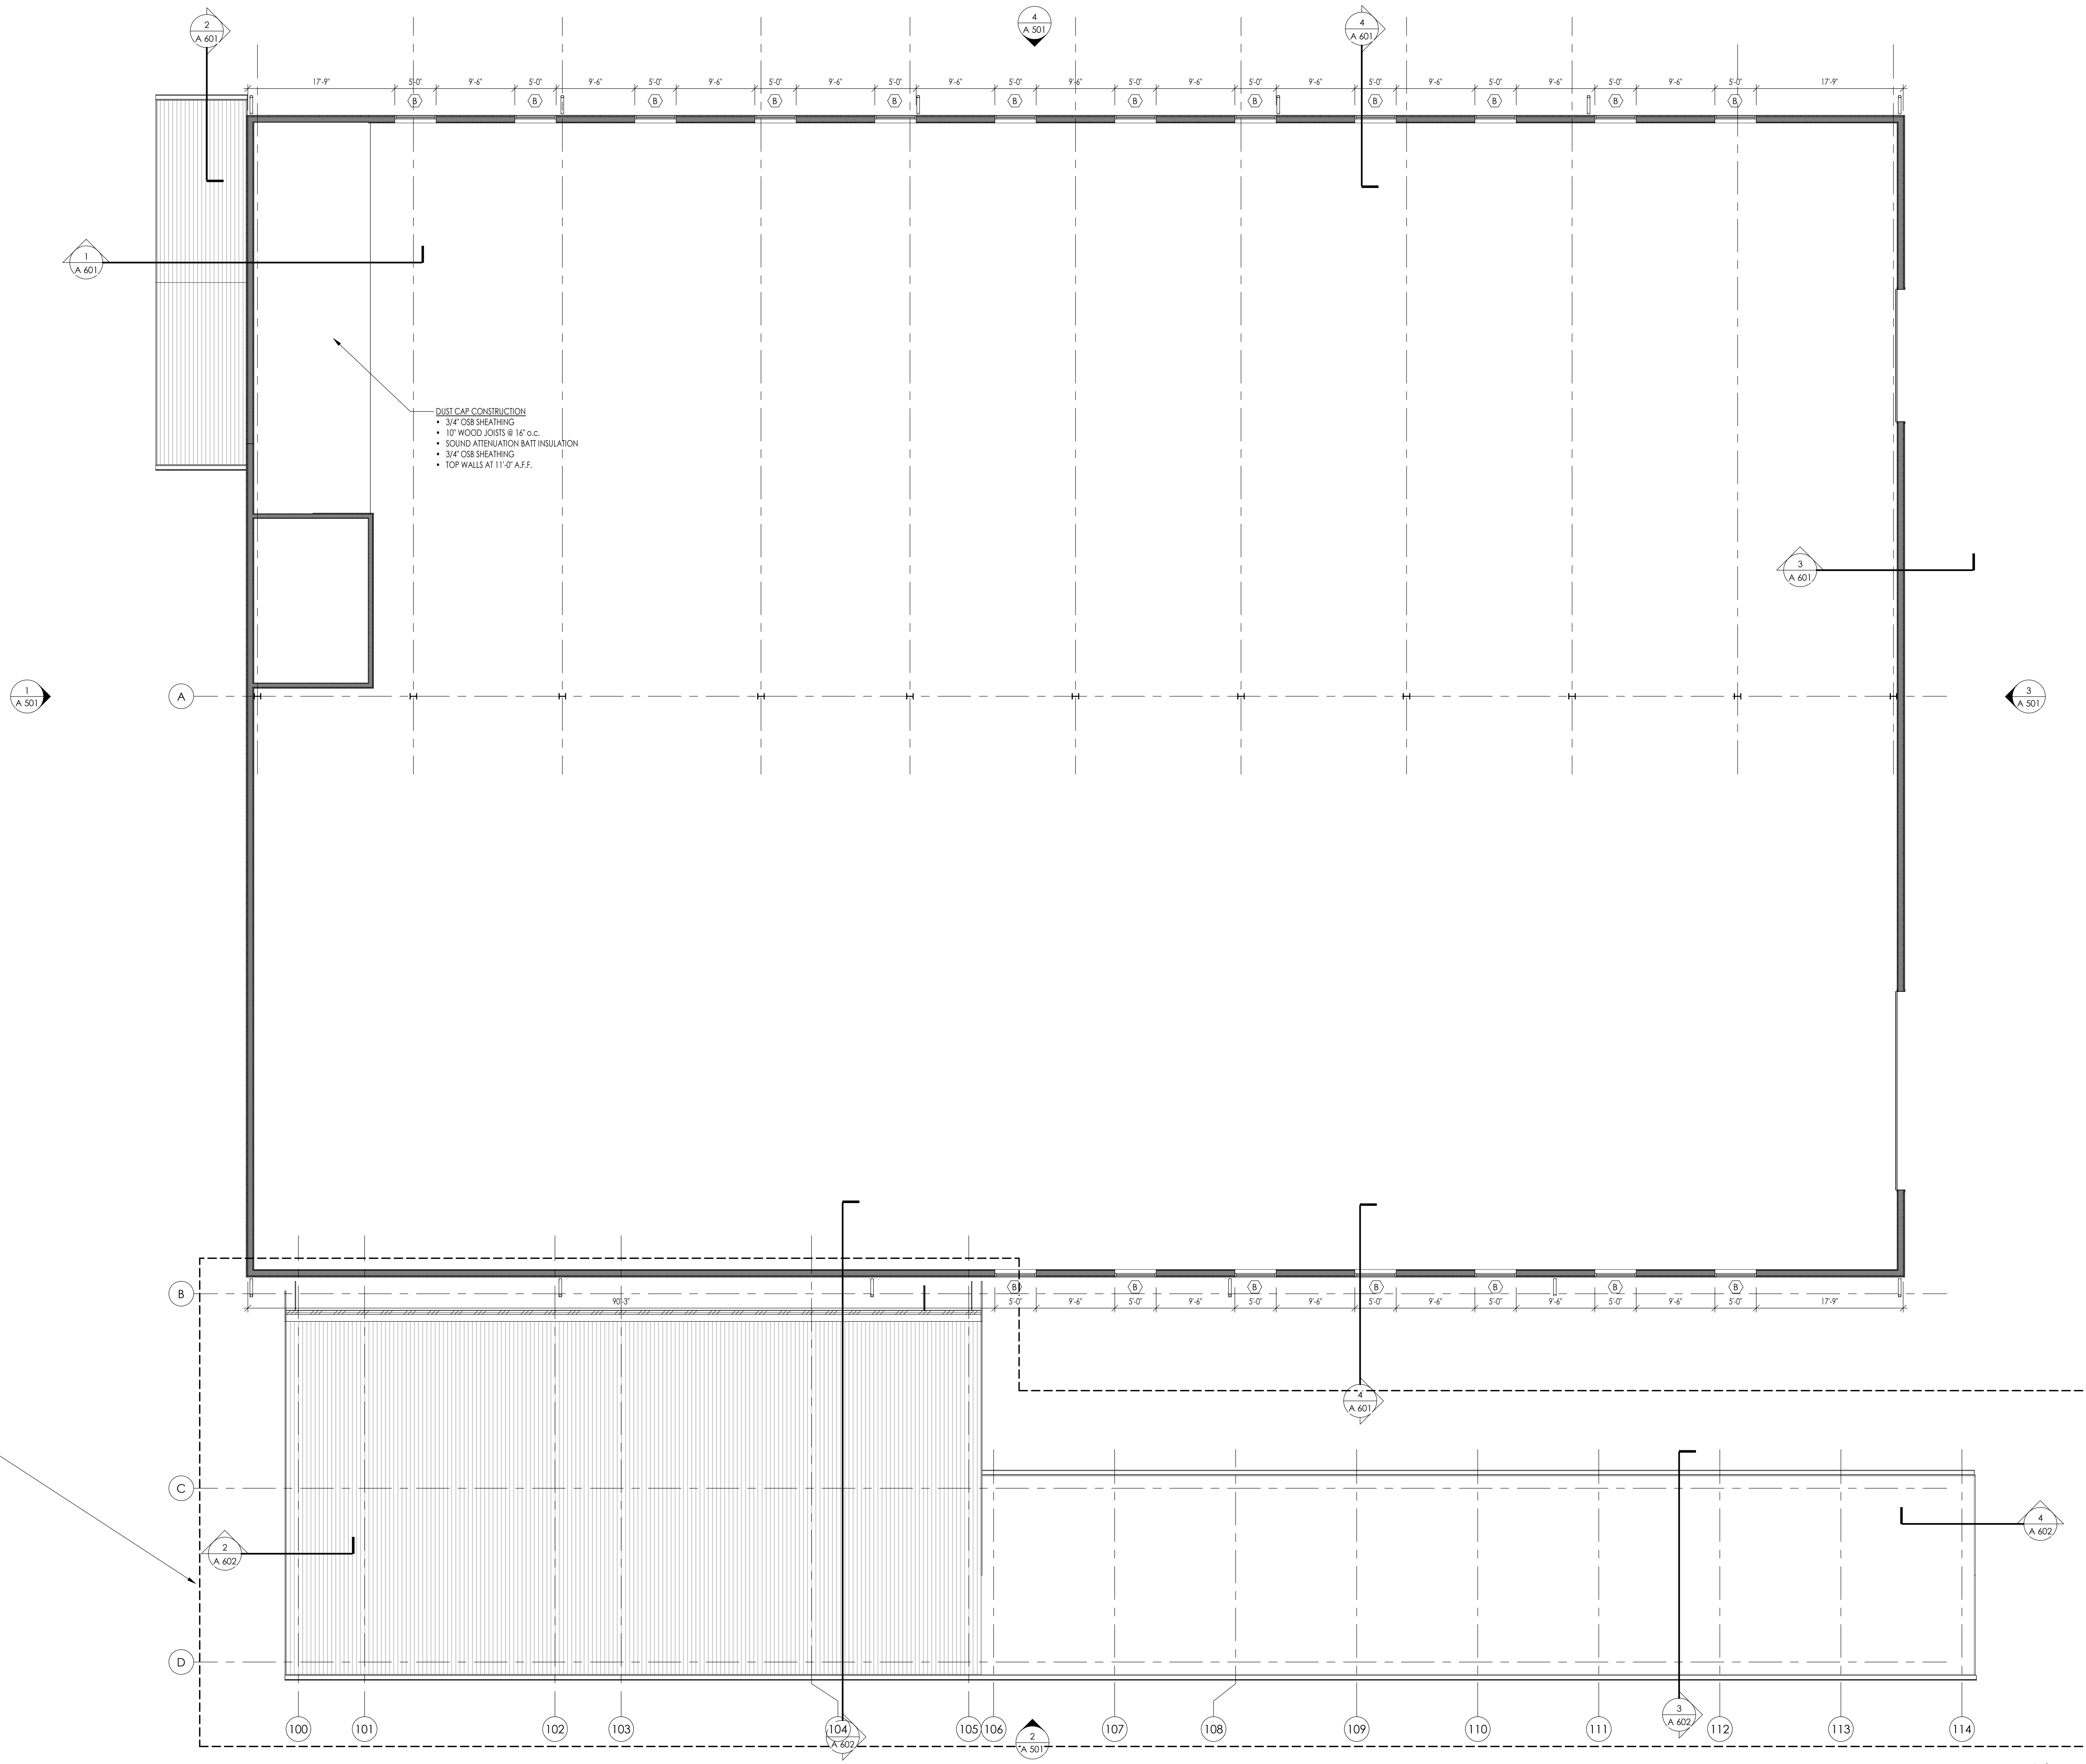 2
A 601
4
A 501
4
A 601
17'-9" 5'-0" 9'-6" 5'-0" 9'-6" 5'-0" 9'-6" 5'-0" 9'-6" 5'-0" 9'-6" 5'-0" 9'-6" 5'-0" 9'-6" 5'-0" 9'-6" 5'-0" 9'-6" 5'-0" 9'-6" 5'-0" 9'-6" 5'-0" 17'-9"
B B B B B B B B B B B B
1
A 601
DUST CAP CONSTRUCTION
• 3/4" OSB SHEATHING
• 10" WOOD JOISTS @ 16" o.c.
• SOUND ATTENUATION BATT INSULATION
• 3/4" OSB SHEATHING
• TOP WALLS AT 11'-0" A.F.F.
3
A 601
1
A 501
A
3
A 501
B
B B B B B B B
90'-3" 5'-0" 9'-6" 5'-0" 9'-6" 5'-0" 9'-6" 5'-0" 9'-6" 5'-0" 9'-6" 5'-0" 9'-6" 5'-0" 17'-9"
4
A 601
C
4
A 602
2
A 602
D
3
A 602
100 101 102 103 104 105 106 107 108 109 110 111 112 113 114
A 602
2
A 501